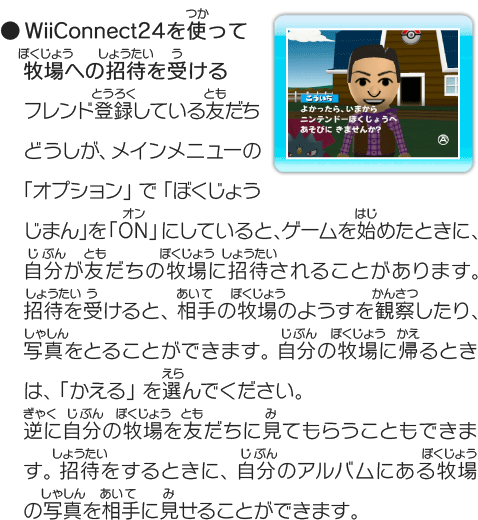 ● WiiConnect24を使って
牧場への招待を受ける
フレンド登録している友だち
どうしが、メインメニューの
「オプション」で「ぼくじょう
じまん」を「ON」にしていると、ゲームを始めたときに、
自分が友だちの牧場に招待されることがあります。
招待を受けると、相手の牧場のようすを観察したり、
写真をとることができます。自分の牧場に帰るとき
は、「かえる」を選んでください。
逆に自分の牧場を友だちに見てもらうこともできま
す。招待をするときに、自分のアルバムにある牧場
の写真を相手に見せることができます。
こういち
よかったら、いまから
ニンテンドーぼくじょうへ
あそびに きませんか?
A